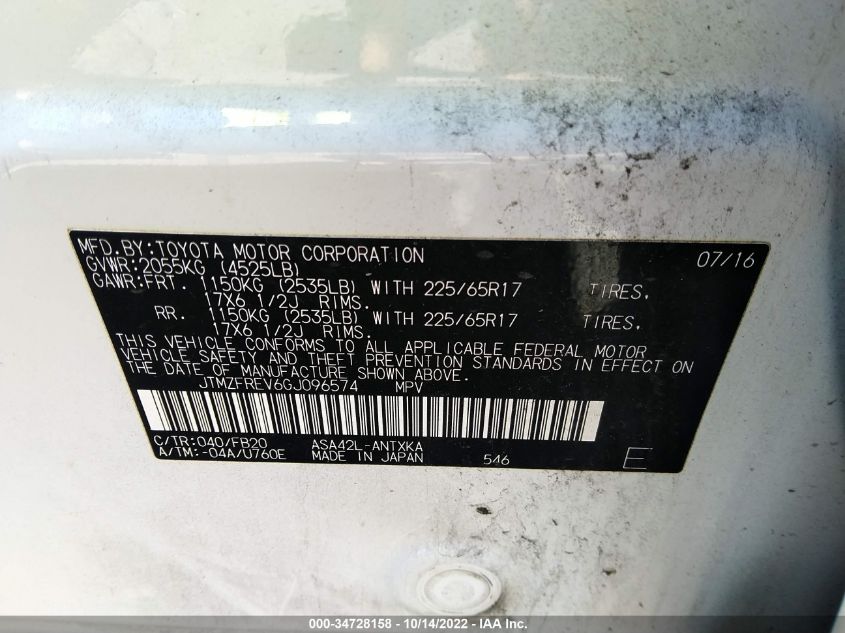 MFD.BY:TOYOTA MOTOR CORPORATION 07/16
GVWR:2055KG (4525LB)
GAWR:FRT. 1150KG (2535LB) WITH 225/65R17 TIRES,
17X6 1/2J RIMS.
RR. 1150KG (2535LB) WITH 225/65R17 TIRES,
17X6 1/2J RIMS.
THIS VEHICLE CONFORMS TO ALL APPLICABLE FEDERAL MOTOR
VEHICLE SAFETY AND THEFT PREVENTION STANDARDS IN EFFECT ON
THE DATE OF MANUFACTURE SHOWN ABOVE.
JTMZFREV6GJ096574 MPV
C/TR:040/FB20 ASA42L-ANTXKA
A/TM:-04A/U760E MADE IN JAPAN 546 E
000-34728158 - 10/14/2022 - IAA Inc.